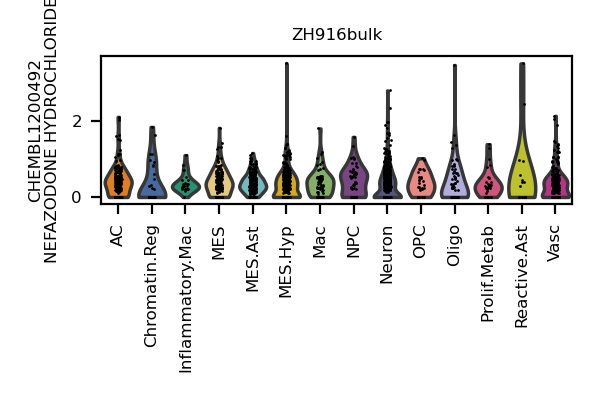 ZH916bulk
CHEMBL1200492
NEFAZODONE HYDROCHLORIDE
2
0
AC
Chromatin.Reg
Inflammatory.Mac
MES
MES.Ast
MES.Hyp
Mac
NPC
Neuron
OPC
Oligo
Prolif.Metab
Reactive.Ast
Vasc